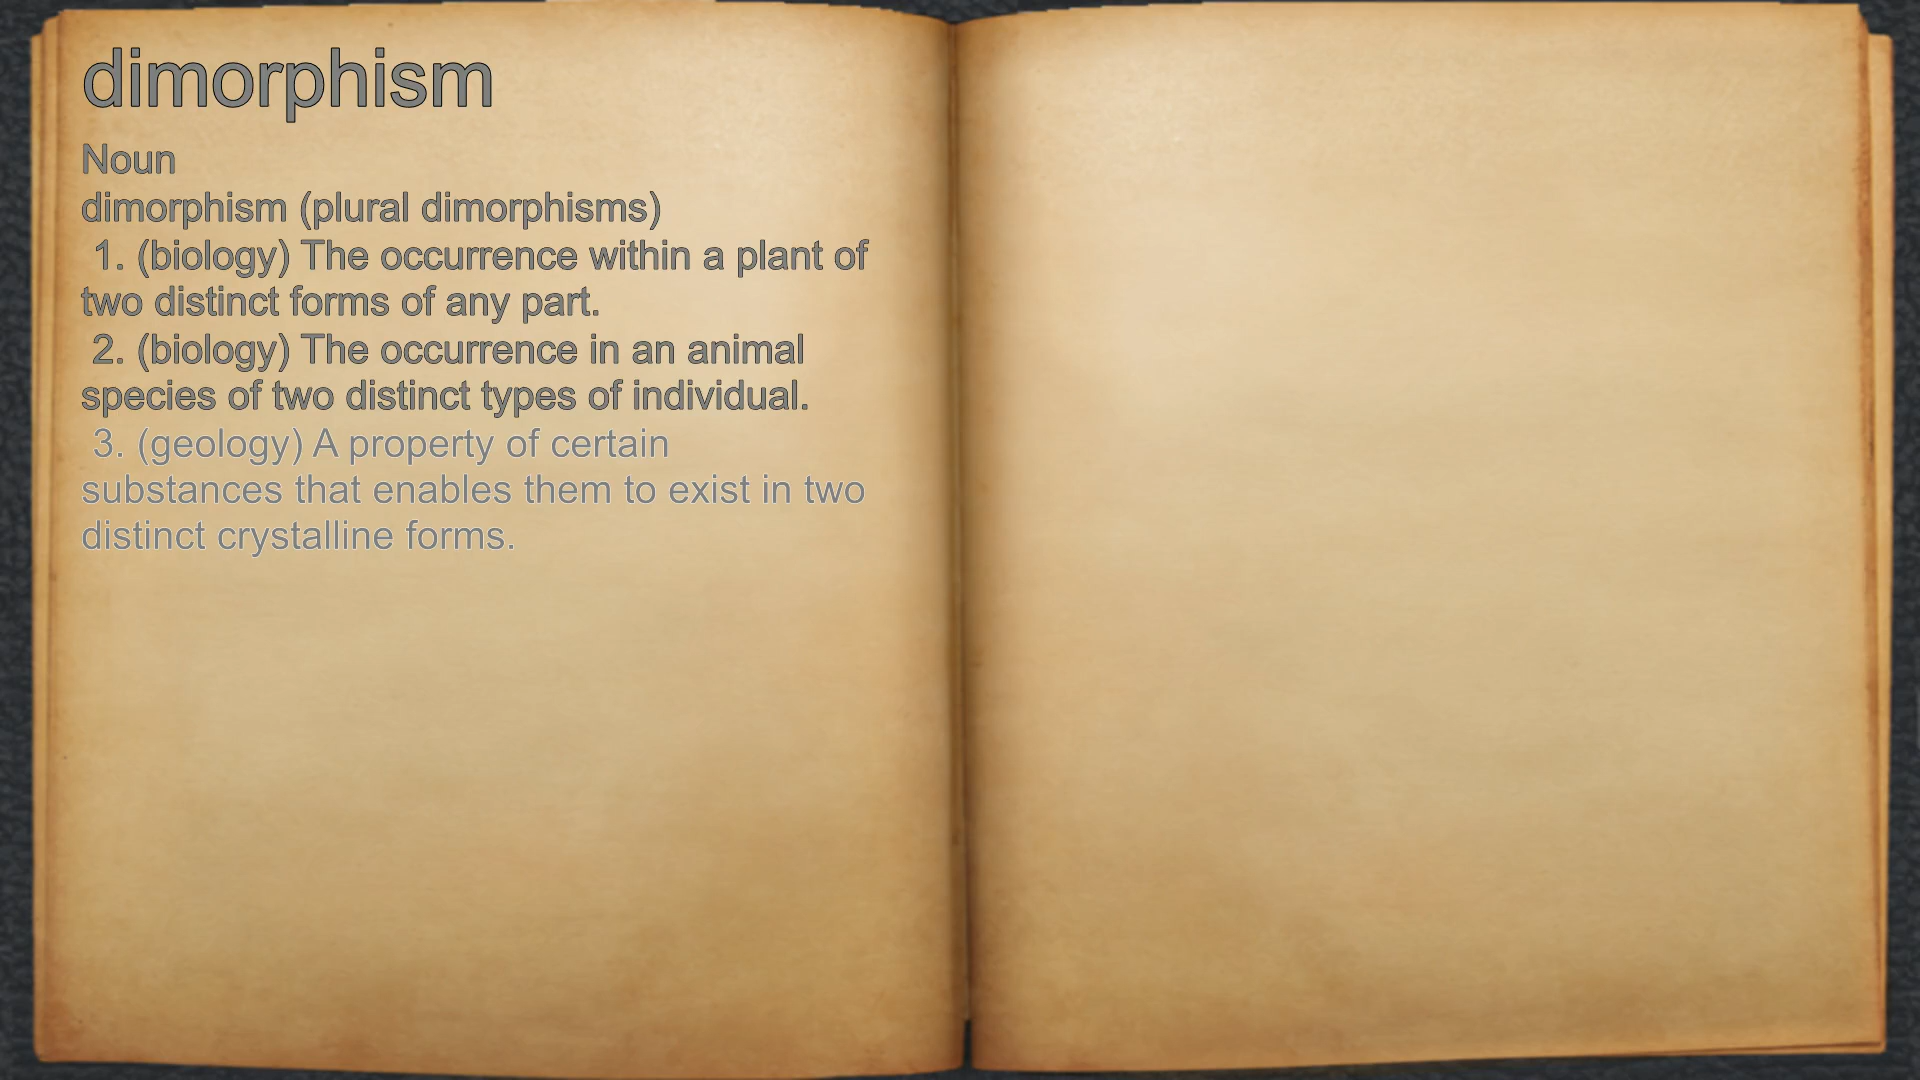 dimorphism
Noun
dimorphism (plural dimorphisms)
1. (biology) The occurrence within a plant of
two distinct forms of any part.
2. (biology) The occurrence in an animal
species of two distinct types of individual.
3. (geology) A property of certain
substances that enables them to exist in two
distinct crystalline forms.